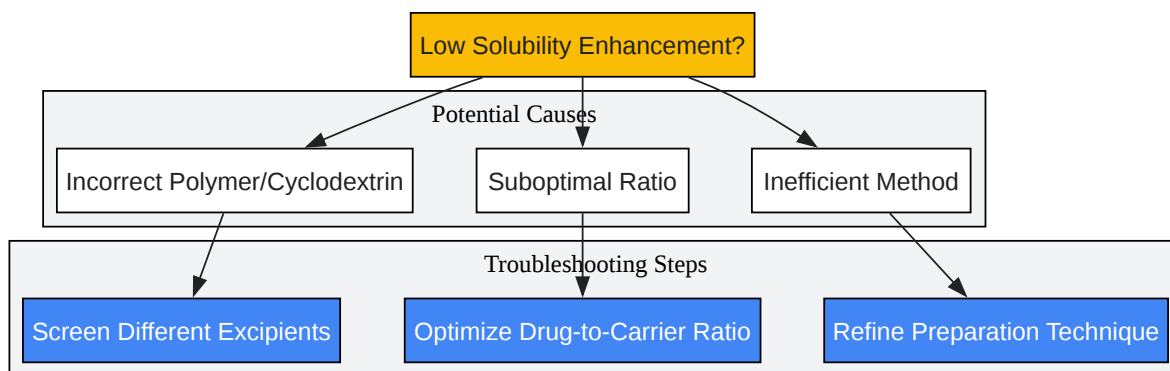 Low Solubility Enhancement?
Potential Causes
Incorrect Polymer/Cyclodextrin
Suboptimal Ratio
Inefficient Method
Troubleshooting Steps
Screen Different Excipients
Optimize Drug-to-Carrier Ratio
Refine Preparation Technique